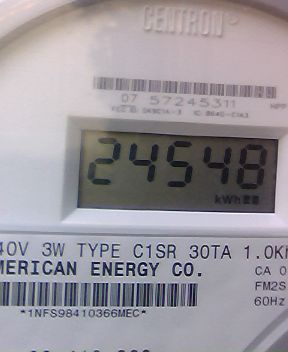 CENTRON
07 57245311
24548
kWh
40V 3W TYPE C1SR 30TA 1.0Kh
MERICAN ENERGY CO.
CA 0
FM2S
60Hz
*1NFS98410366MEC*